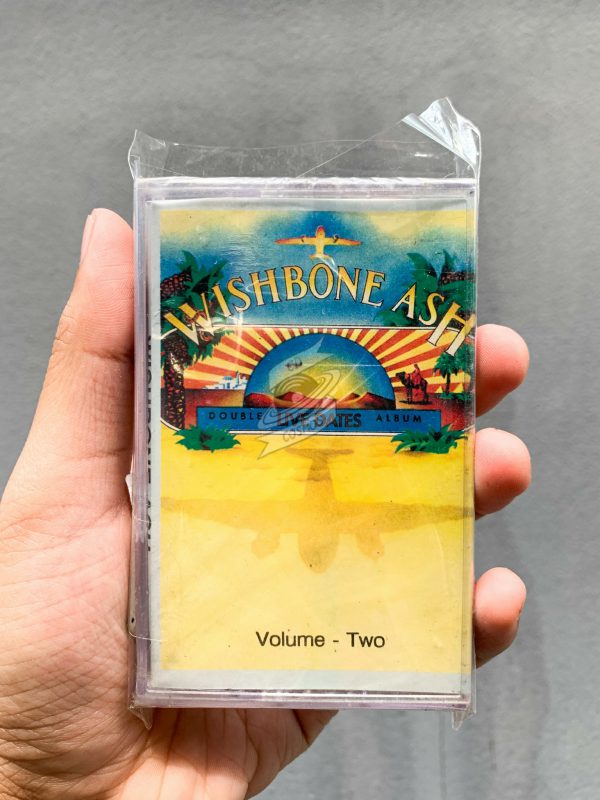 WISHBONE ASH
DOUBLE LIVE DATES ALBUM
Volume - Two